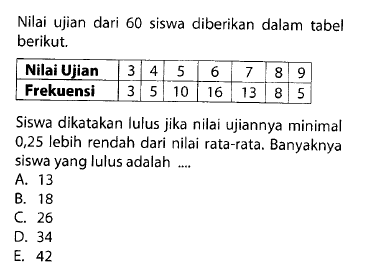 Nilai ujian dari 60 siswa diberikan dalam tabel
berikut.
Nilai Ujian 3 4 5 6 7 8 9
Frekuensi 3 5 10 16 13 8 5
Siswa dikatakan lulus jika nilai ujiannya minimal
0,25 lebih rendah dari nilai rata-rata. Banyaknya
siswa yang lulus adalah ....
A. 13
B. 18
C. 26
D. 34
E. 42